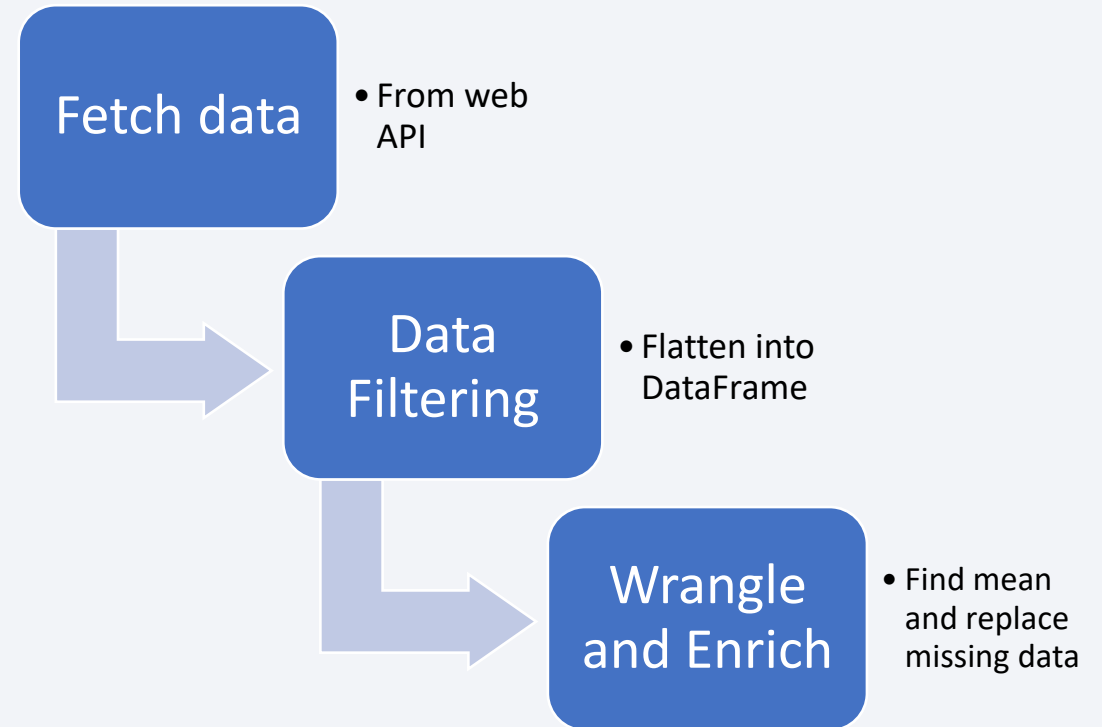 Fetch data
• From web
API
Data
Filtering
• Flatten into
DataFrame
Wrangle
and Enrich
• Find mean
and replace
missing data